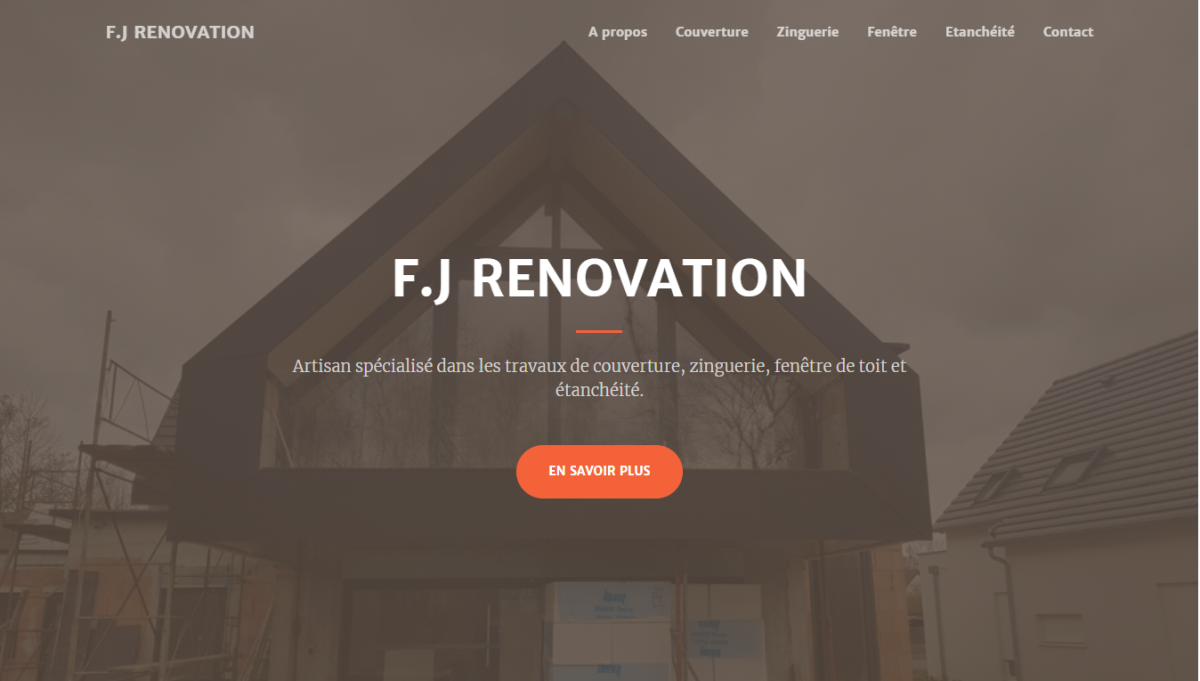 F.J RENOVATION
A propos Couverture Zinguerie Fenêtre Etanchéité Contact
F.J RENOVATION
Artisan spécialisé dans les travaux de couverture, zinguerie, fenêtre de toit et
étanchéité.
EN SAVOIR PLUS